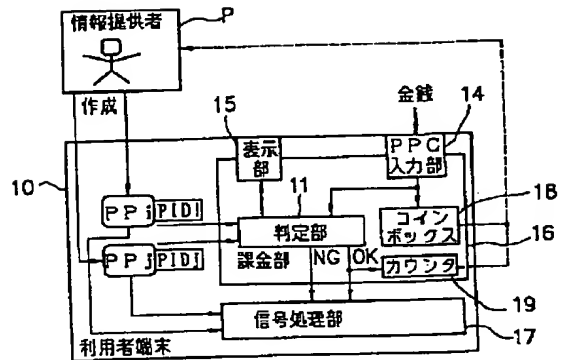 情報提供者
P
作成
金銭
14
15
10
表示部
PPC入力部
11
18
PPi
PIDi
判定部
コインボックス
16
課金部
NG
OK
PPj
PIDj
カウンタ
19
信号処理部
17
利用者端末